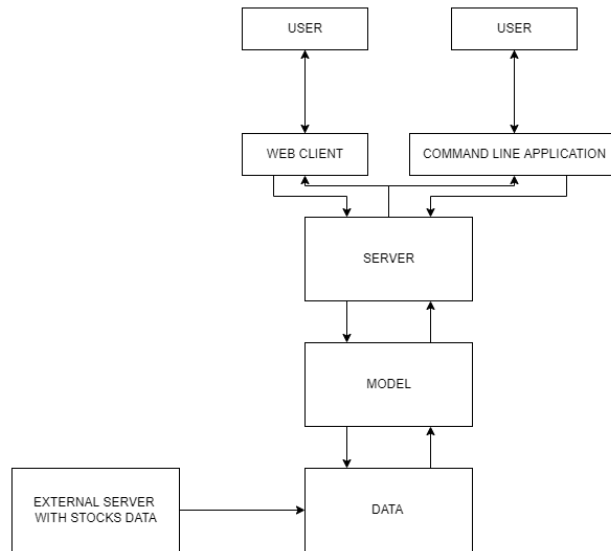 USER
USER
WEB CLIENT
COMMAND LINE APPLICATION
SERVER
MODEL
EXTERNAL SERVER
WITH STOCKS DATA
DATA